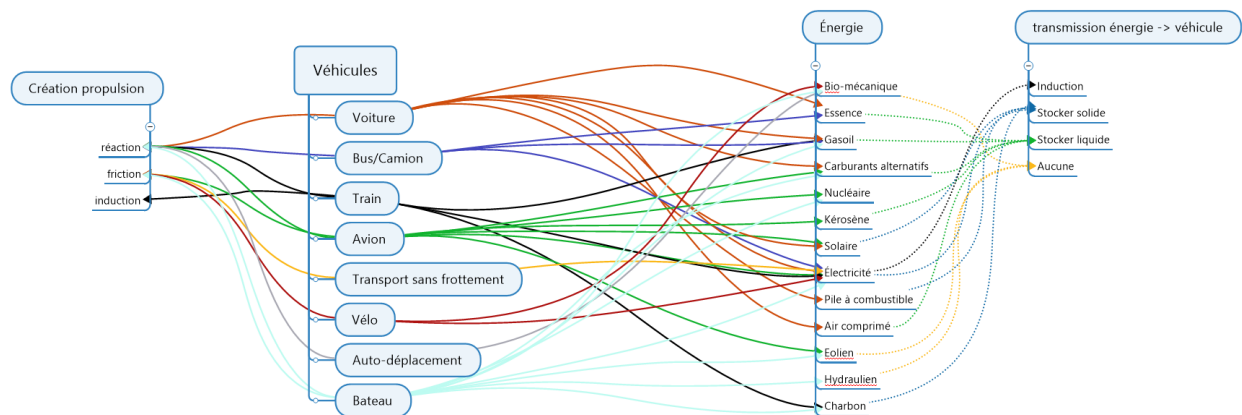 Création propulsion
réaction
friction
induction
Véhicules
Voiture
Bus/Camion
Train
Avion
Transport sans frottement
Vélo
Auto-déplacement
Bateau
Énergie
Bio-mécanique
Essence
Gasoil
Carburants alternatifs
Nucléaire
Kérosène
Solaire
Électricité
Pile à combustible
Air comprimé
Eolien
Hydraulien
Charbon
transmission énergie -> véhicule
Induction
Stocker solide
Stocker liquide
Aucune